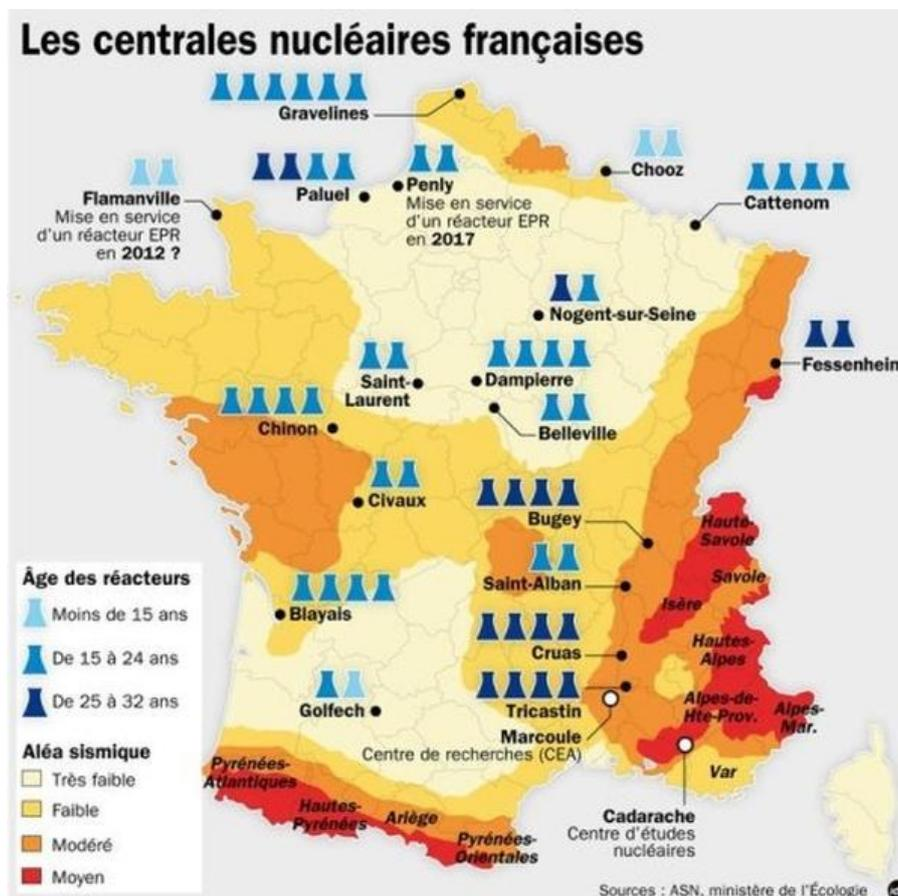 Les centrales nucléaires françaises
Gravelines
Chooz
Penly
Mise en service
d'un réacteur EPR
en 2017
Paluel
Cattenom
Flamanville
Mise en service
d'un réacteur EPR
en 2012 ?
Nogent-sur-Seine
Fessenheim
Saint-
Laurent
Dampierre
Belleville
Chinon
Civaux
Bugey
Saint-Alban
Blayais
Cruas
Tricastin
Golfech
Marcoule
Centre de recherches (CEA)
Cadarache
Centre d'études
nucléaires
Haute-
Savoie
Savoie
Isère
Hautes-
Alpes
Alpes-de-
Hte-Prov.
Alpes-
Mar.
Var
Pyrénées-
Atlantiques
Hautes-
Pyrénées
Ariège
Pyrénées-
Orientales
Âge des réacteurs
Moins de 15 ans
De 15 à 24 ans
De 25 à 32 ans
Aléa sismique
Très faible
Faible
Modéré
Moyen
Sources : ASN, ministère de l'Écologie